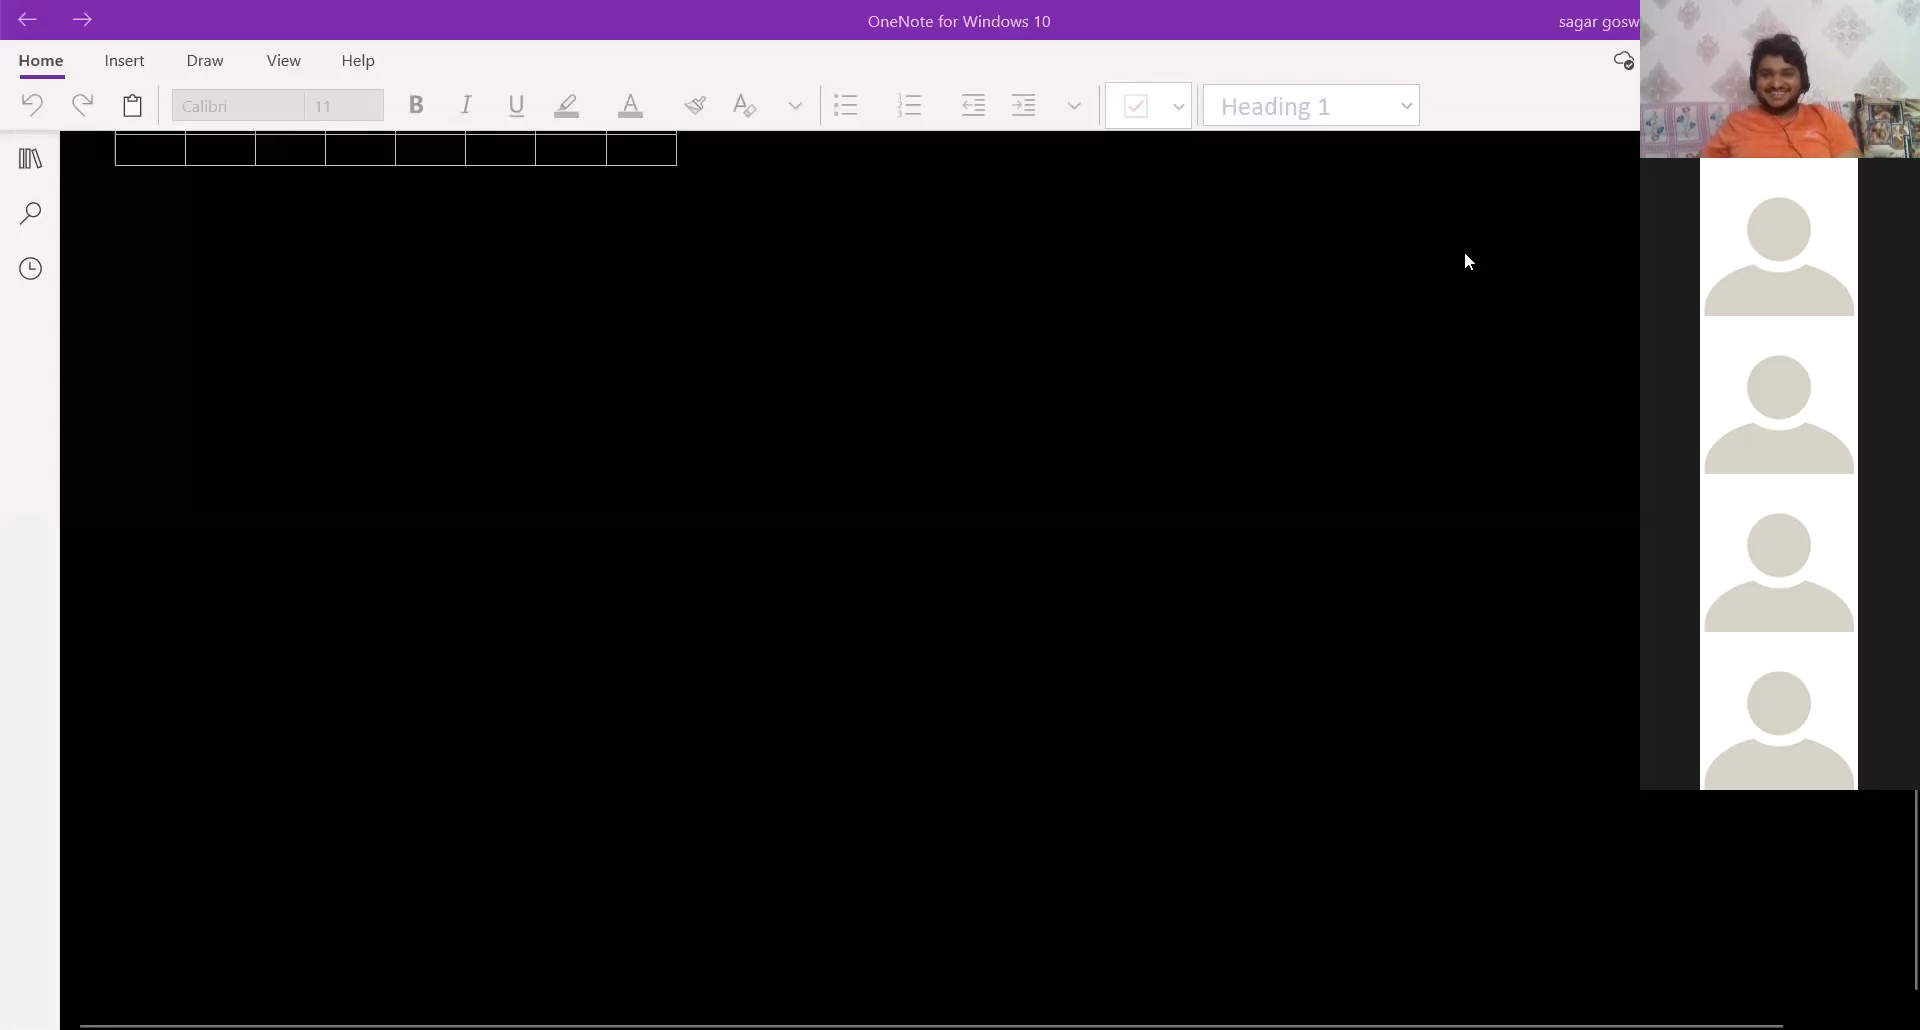 OneNote for Windows 10
sagar gosw
Home Insert Draw View Help
Calibri 11 B I U A A Heading 1